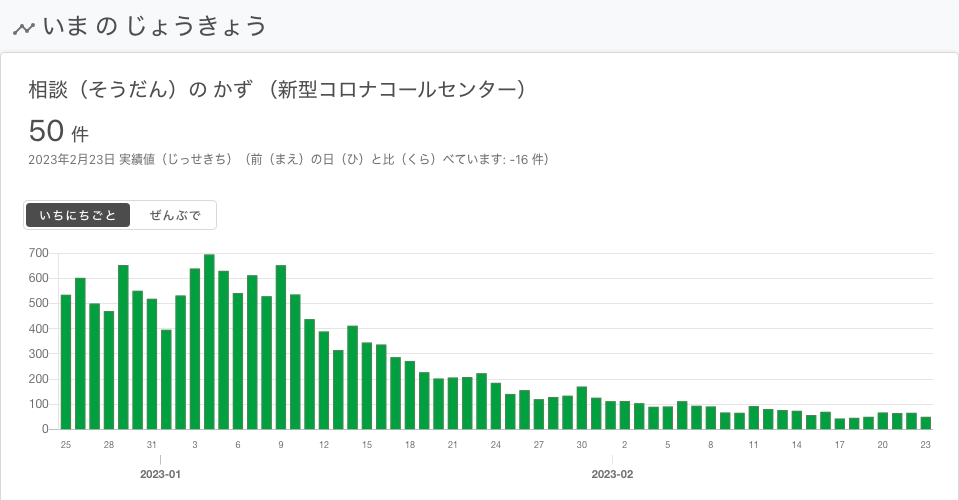 いま の じょうきょう
相談（そうだん）の かず （新型コロナコールセンター）
50 件
2023年2月23日 実績値（じっせきち）（前（まえ）の日（ひ）と比（くら）べています: -16 件）
いちにちごと ぜんぶで
700
600
500
400
300
200
100
0
25 28 31 3 6 9 12 15 18 21 24 27 30 2 5 8 11 14 17 20 23
2023-01 2023-02